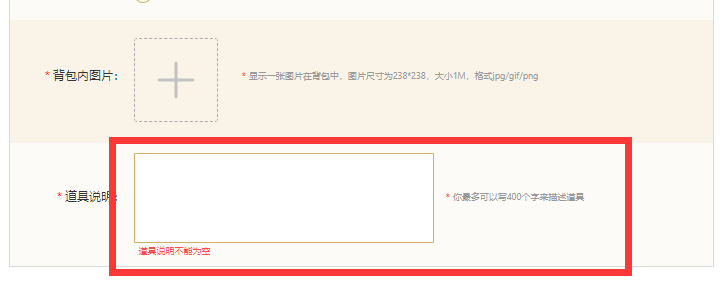 * 背包内图片：
* 显示一张图片在背包中，图片尺寸为238*238，大小1M，格式jpg/gif/png
* 道具说明：
* 你最多可以写400个字来描述道具
道具说明不能为空